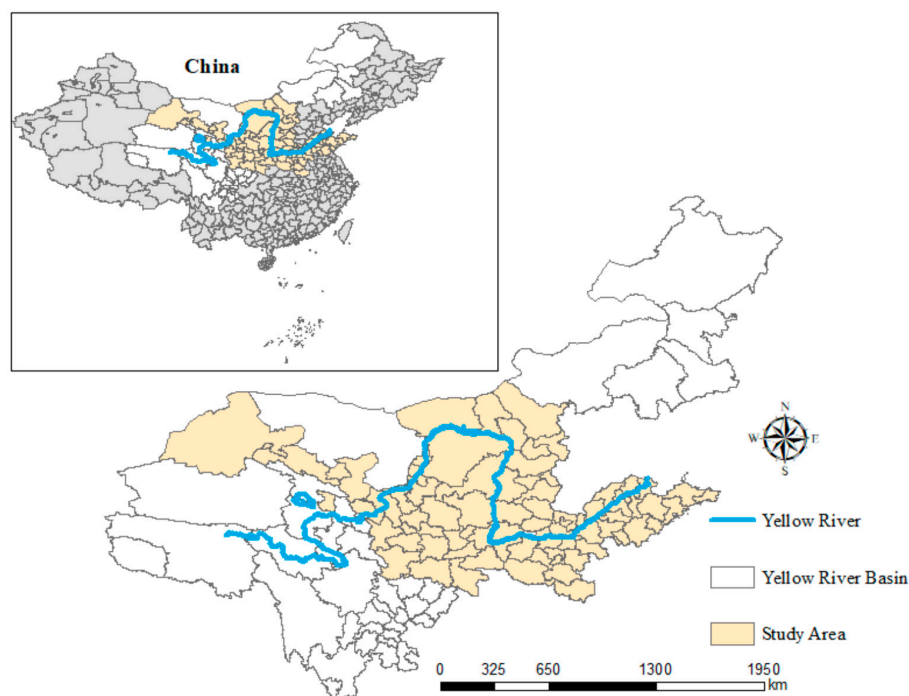 China
N
W E
S
Yellow River
Yellow River Basin
Study Area
0 325 650 1300 1950
km